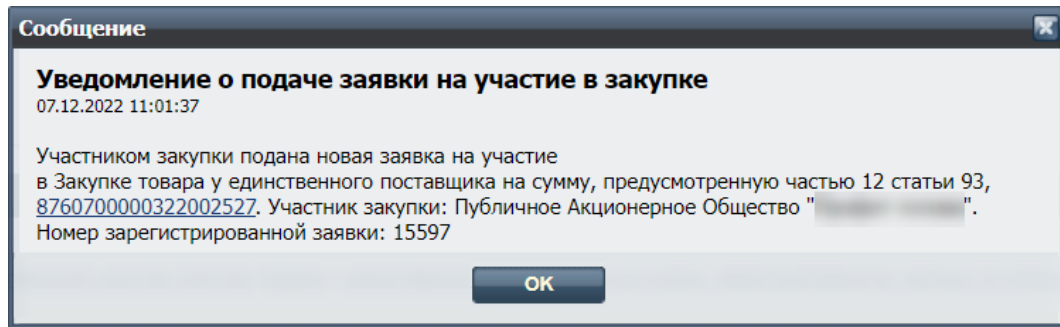 Сообщение
Уведомление о подаче заявки на участие в закупке
07.12.2022 11:01:37
Участником закупки подана новая заявка на участие
в Закупке товара у единственного поставщика на сумму, предусмотренную частью 12 статьи 93,
8760700000322002527. Участник закупки: Публичное Акционерное Общество " ".
Номер зарегистрированной заявки: 15597
ОК